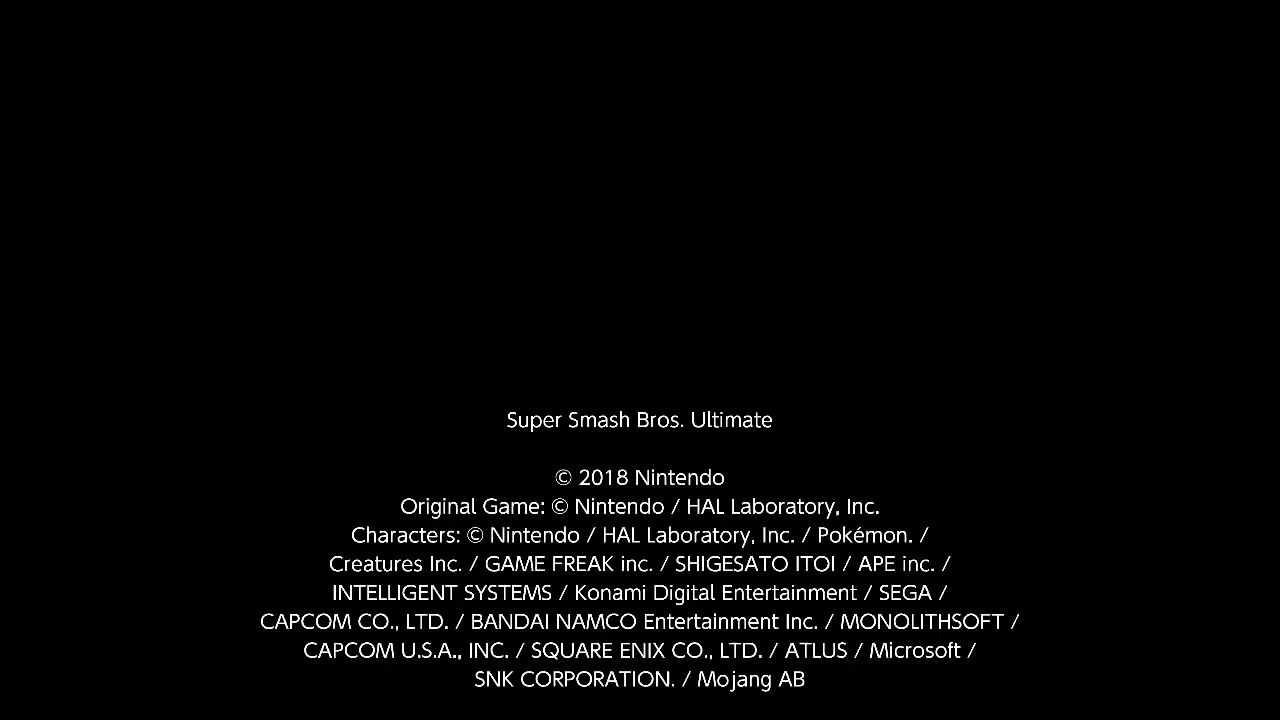 Super Smash Bros. Ultimate
© 2018 Nintendo
Original Game: © Nintendo / HAL Laboratory, Inc.
Characters: © Nintendo / HAL Laboratory, Inc. / Pokémon. /
Creatures Inc. / GAME FREAK inc. / SHIGESATO ITOI / APE inc. /
INTELLIGENT SYSTEMS / Konami Digital Entertainment / SEGA /
CAPCOM CO., LTD. / BANDAI NAMCO Entertainment Inc. / MONOLITHSOFT /
CAPCOM U.S.A., INC. / SQUARE ENIX CO., LTD. / ATLUS / Microsoft /
SNK CORPORATION. / Mojang AB